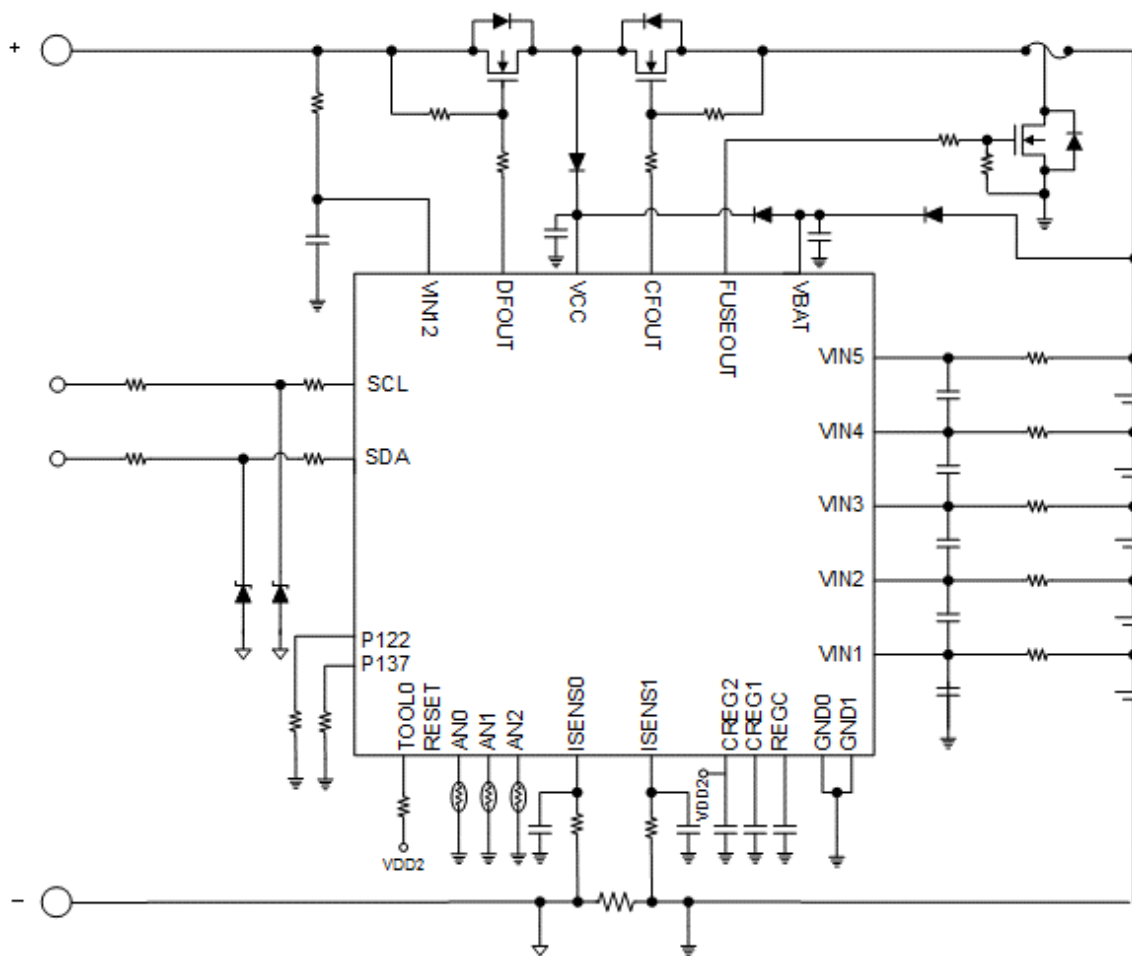 +
VIN12
DFOUT
VCC
CFOUT
FUSEOUT
VBAT
VIN5
SCL
VIN4
SDA
VIN3
VIN2
P122
VIN1
P137
TOOL0
RESET
AN0
AN1
AN2
ISENS0
ISENS1
CREG2
CREG1
REGC
GND0
GND1
VDD2
VDD2
-